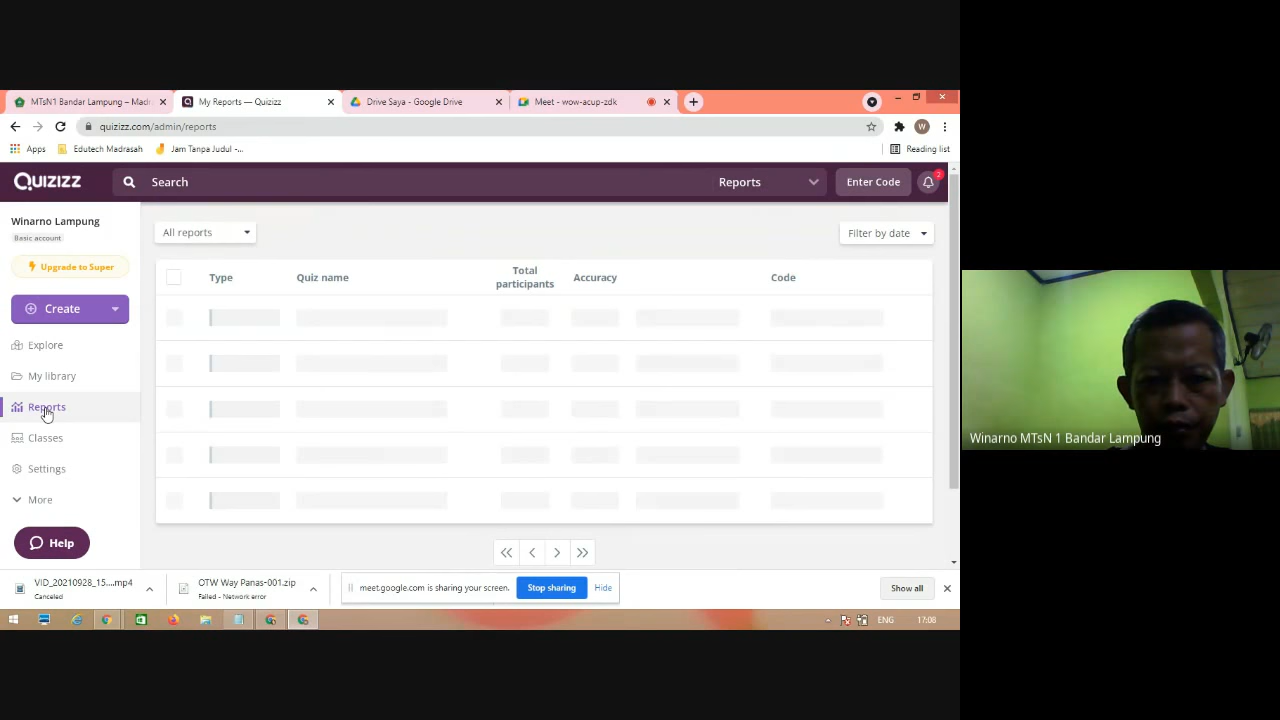 MTsN1 Bandar Lampung – Madr
My Reports — Quizizz
Drive Saya - Google Drive
Meet - wow-acup-zdk
quizizz.com/admin/reports
W
Apps
Edutech Madrasah
Jam Tanpa Judul -...
Reading list
QUIZIZZ
Search
Reports
Enter Code
2
Winarno Lampung
Basic account
Upgrade to Super
Create
Explore
My library
Reports
Classes
Settings
More
Help
All reports
Filter by date
Type
Quiz name
Total participants
Accuracy
Code
VID_20210928_15....mp4
Canceled
OTW Way Panas-001.zip
Failed - Network error
meet.google.com is sharing your screen.
Stop sharing
Hide
Show all
ENG
17:08
Winarno MTsN 1 Bandar Lampung